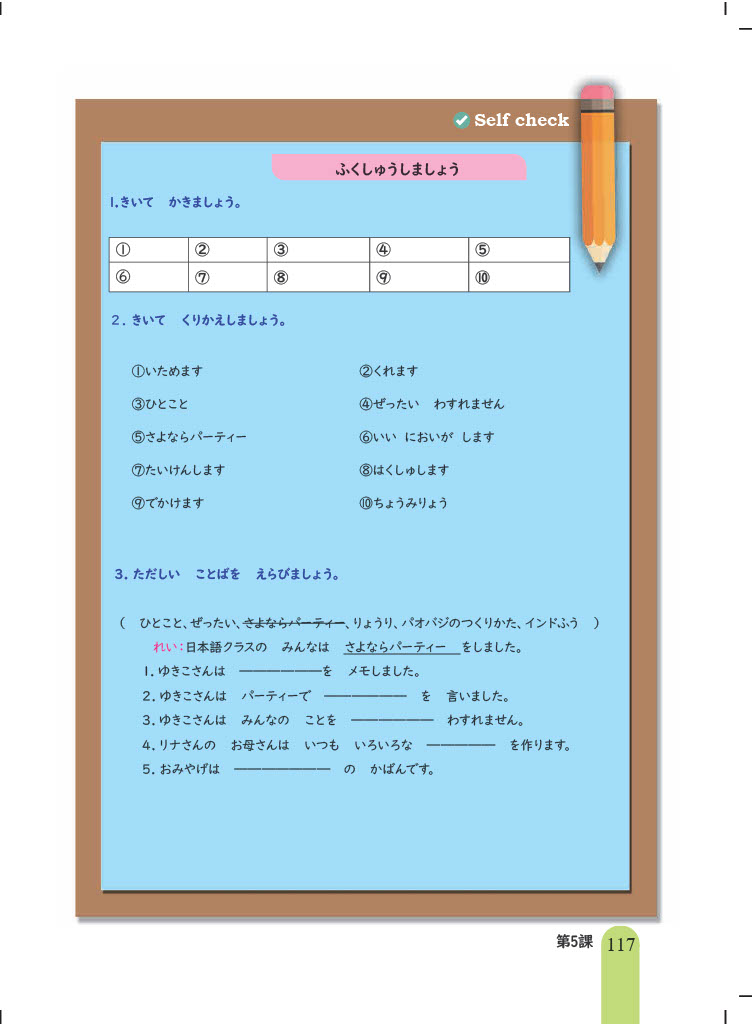 Self check
ふくしゅうしましょう
1.きいて　かきましょう。
① ② ③ ④ ⑤
⑥ ⑦ ⑧ ⑨ ⑩
２. きいて　くりかえしましょう。
①いためます　②くれます
③ひとこと　④ぜったい　わすれません
⑤さよならパーティー　⑥いい　においが　します
⑦たいけんします　⑧はくしゅします
⑨でかけます　⑩ちょうみりょう
３. ただしい　ことばを　えらびましょう。
（　ひとこと、ぜったい、さよならパーティー、りょうり、パオバジのつくりかた、インドふう　）
れい：日本語クラスの　みんなは　さよならパーティー　をしました。
１. ゆきこさんは　――――――を　メモしました。
２. ゆきこさんは　パーティーで　――――――　を　言いました。
３. ゆきこさんは　みんなの　ことを　――――――　わすれません。
４. リナさんの　お母さんは　いつも　いろいろな　―――――　を作ります。
５. おみやげは　―――――――　の　かばんです。
第5課 117